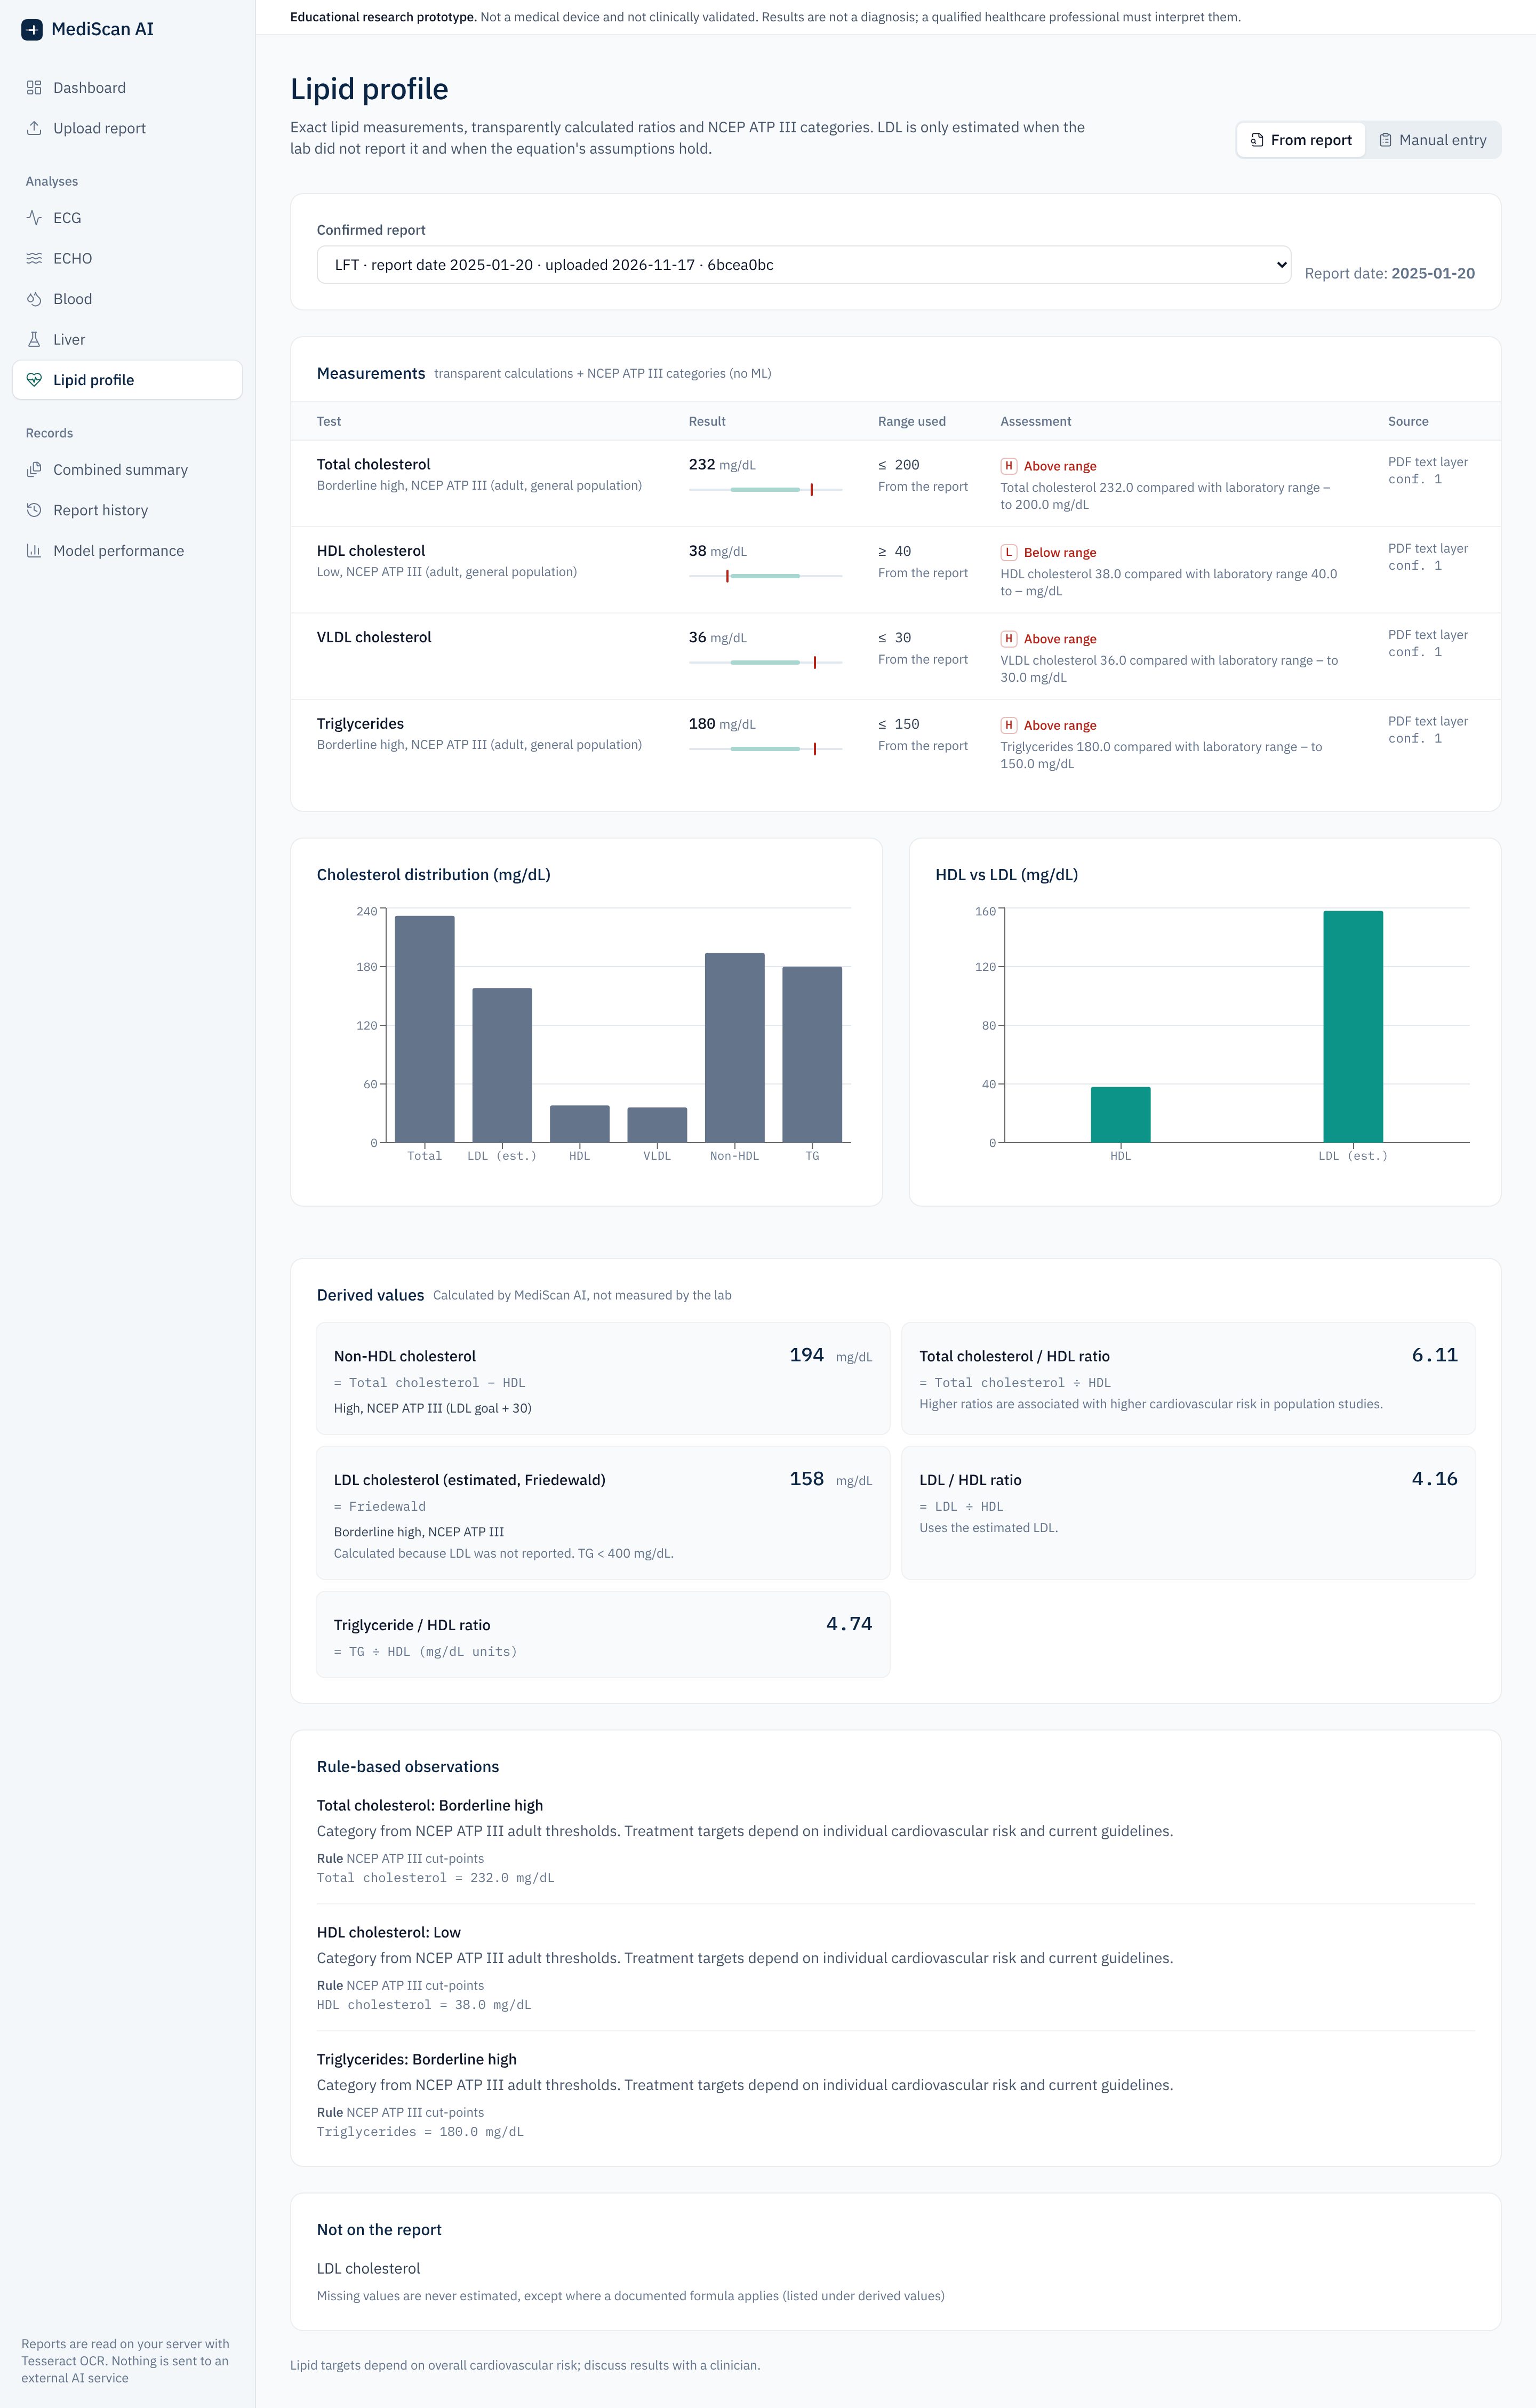 MediScan AI
Dashboard
Upload report
Analyses
ECG
ECHO
Blood
Liver
Lipid profile
Records
Combined summary
Report history
Model performance
Reports are read on your server with
Tesseract OCR. Nothing is sent to an
external AI service
Educational research prototype. Not a medical device and not clinically validated. Results are not a diagnosis; a qualified healthcare professional must interpret them.
Lipid profile
Exact lipid measurements, transparently calculated ratios and NCEP ATP III categories. LDL is only estimated when the
lab did not report it and when the equation's assumptions hold.
From report
Manual entry
Confirmed report
LFT · report date 2025-01-20 · uploaded 2026-11-17 · 6bcea0bc
Report date: 2025-01-20
Measurements transparent calculations + NCEP ATP III categories (no ML)
Test Result Range used Assessment Source
Total cholesterol 232 mg/dL ≤ 200 H Above range PDF text layer
Borderline high, NCEP ATP III (adult, general population) From the report Total cholesterol 232.0 compared with laboratory range – conf. 1
to 200.0 mg/dL
HDL cholesterol 38 mg/dL ≥ 40 L Below range PDF text layer
Low, NCEP ATP III (adult, general population) From the report HDL cholesterol 38.0 compared with laboratory range 40.0 conf. 1
to – mg/dL
VLDL cholesterol 36 mg/dL ≤ 30 H Above range PDF text layer
From the report VLDL cholesterol 36.0 compared with laboratory range – to conf. 1
30.0 mg/dL
Triglycerides 180 mg/dL ≤ 150 H Above range PDF text layer
Borderline high, NCEP ATP III (adult, general population) From the report Triglycerides 180.0 compared with laboratory range – to conf. 1
150.0 mg/dL
Cholesterol distribution (mg/dL)
240
180
120
60
0
Total LDL (est.) HDL VLDL Non-HDL TG
HDL vs LDL (mg/dL)
160
120
80
40
0
HDL LDL (est.)
Derived values Calculated by MediScan AI, not measured by the lab
Non-HDL cholesterol 194 mg/dL
= Total cholesterol − HDL
High, NCEP ATP III (LDL goal + 30)
Total cholesterol / HDL ratio 6.11
= Total cholesterol ÷ HDL
Higher ratios are associated with higher cardiovascular risk in population studies.
LDL cholesterol (estimated, Friedewald) 158 mg/dL
= Friedewald
Borderline high, NCEP ATP III
Calculated because LDL was not reported. TG < 400 mg/dL.
LDL / HDL ratio 4.16
= LDL ÷ HDL
Uses the estimated LDL.
Triglyceride / HDL ratio 4.74
= TG ÷ HDL (mg/dL units)
Rule-based observations
Total cholesterol: Borderline high
Category from NCEP ATP III adult thresholds. Treatment targets depend on individual cardiovascular risk and current guidelines.
Rule NCEP ATP III cut-points
Total cholesterol = 232.0 mg/dL
HDL cholesterol: Low
Category from NCEP ATP III adult thresholds. Treatment targets depend on individual cardiovascular risk and current guidelines.
Rule NCEP ATP III cut-points
HDL cholesterol = 38.0 mg/dL
Triglycerides: Borderline high
Category from NCEP ATP III adult thresholds. Treatment targets depend on individual cardiovascular risk and current guidelines.
Rule NCEP ATP III cut-points
Triglycerides = 180.0 mg/dL
Not on the report
LDL cholesterol
Missing values are never estimated, except where a documented formula applies (listed under derived values)
Lipid targets depend on overall cardiovascular risk; discuss results with a clinician.